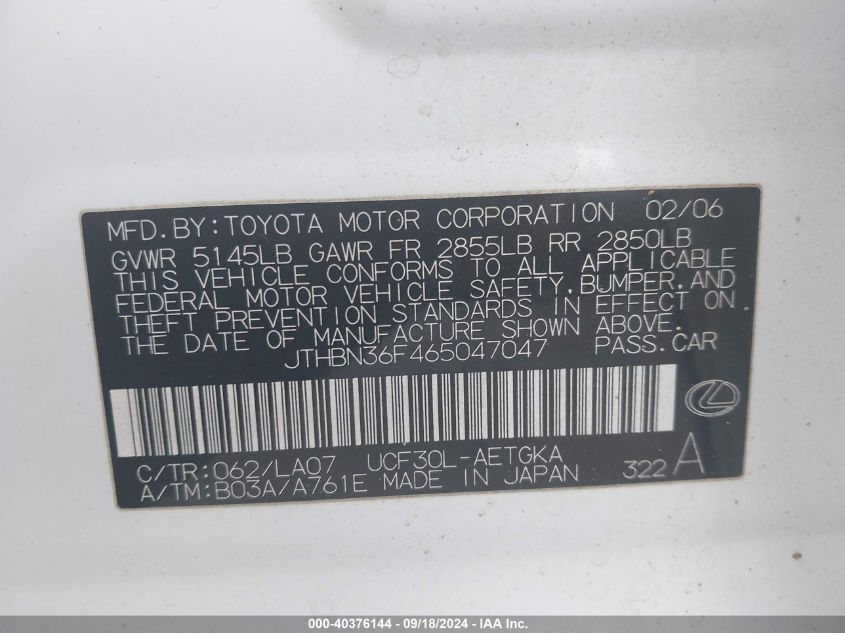 MFD. BY: TOYOTA MOTOR CORPORATION 02/06
GVWR 5145LB GAWR FR 2855LB RR 2850LB
THIS VEHICLE CONFORMS TO ALL APPLICABLE
FEDERAL MOTOR VEHICLE SAFETY, BUMPER, AND
THEFT PREVENTION STANDARDS IN EFFECT ON
THE DATE OF MANUFACTURE SHOWN ABOVE.
JTHBN36F465047047 PASS. CAR
C/TR: 062/LA07 UCF30L-AETGKA
A/TM: B03A/A761E MADE IN JAPAN 322 A
000-40376144 - 09/18/2024 - IAA Inc.